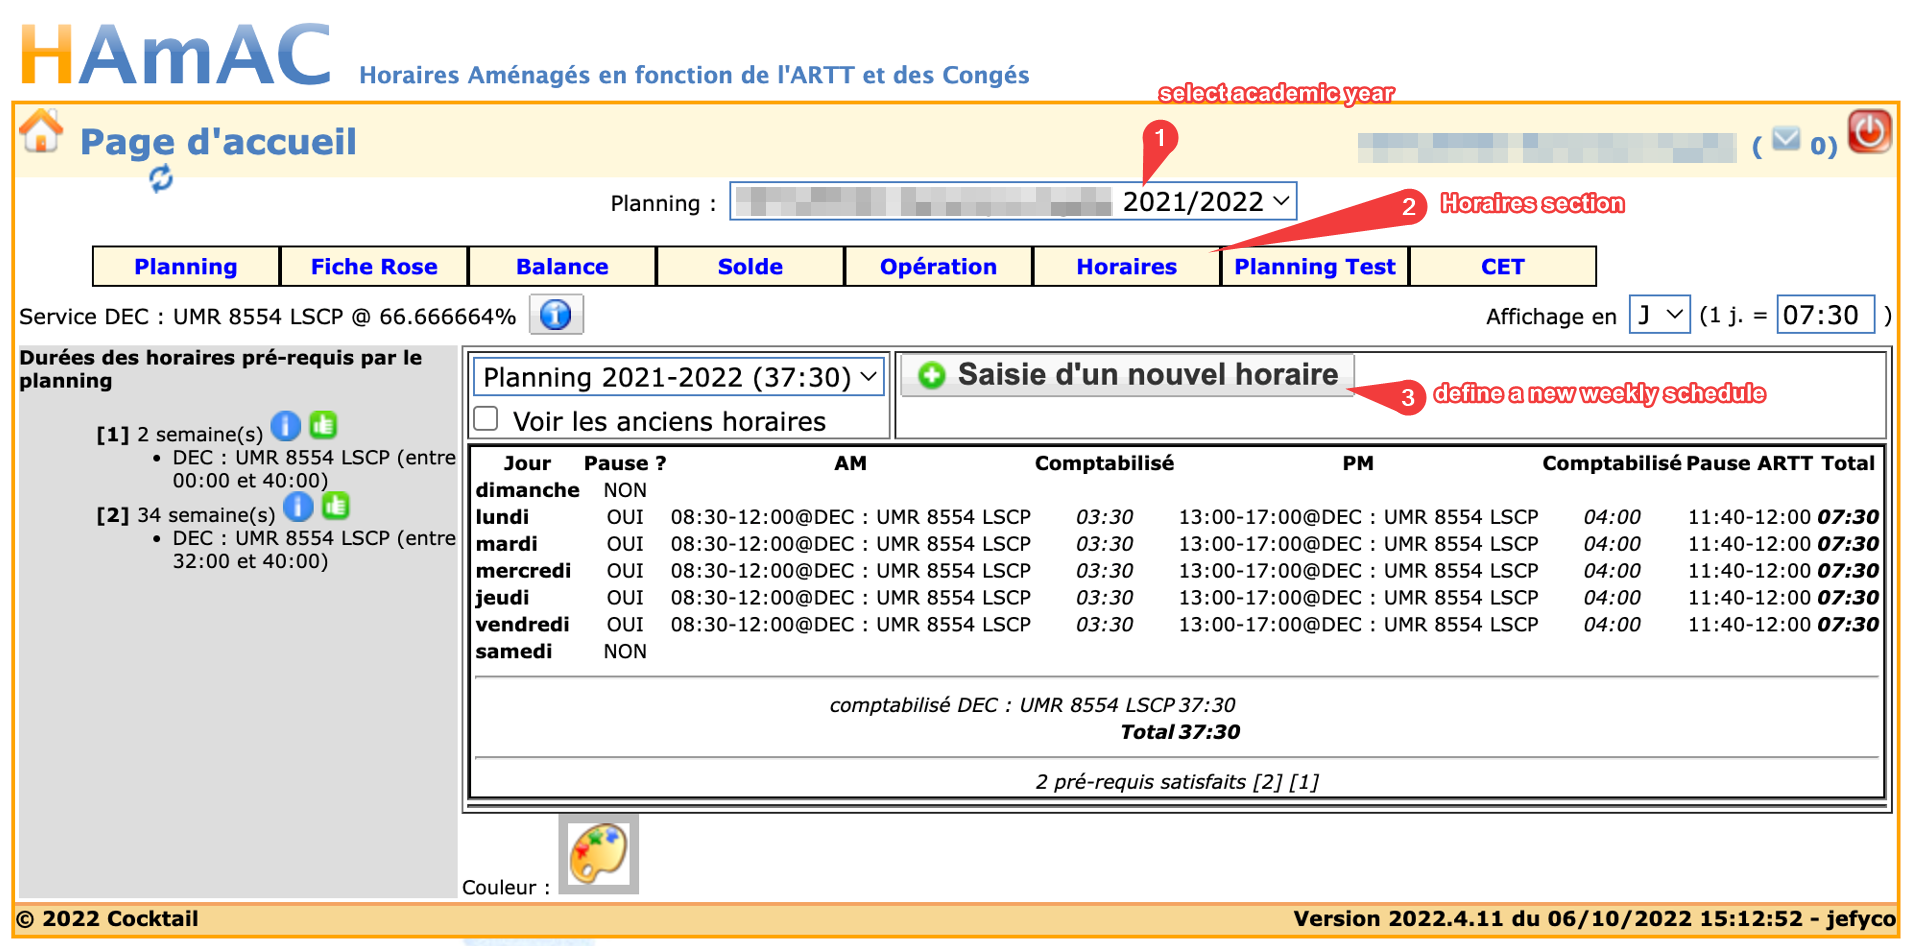 HAmAC Horaires Aménagés en fonction de l'ARTT et des Congés
select academic year
Page d'accueil
1
( 0)
Planning : 2021/2022
2 Horaires section
Planning Fiche Rose Balance Solde Opération Horaires Planning Test CET
Service DEC : UMR 8554 LSCP @ 66.666664%
Affichage en J (1 j. = 07:30 )
Durées des horaires pré-requis par le
planning
[1] 2 semaine(s)
• DEC : UMR 8554 LSCP (entre
00:00 et 40:00)
[2] 34 semaine(s)
• DEC : UMR 8554 LSCP (entre
32:00 et 40:00)
Planning 2021-2022 (37:30)
Voir les anciens horaires
Saisie d'un nouvel horaire
3 define a new weekly schedule
Jour Pause ? AM Comptabilisé PM Comptabilisé Pause ARTT Total
dimanche NON
lundi OUI 08:30-12:00@DEC : UMR 8554 LSCP 03:30 13:00-17:00@DEC : UMR 8554 LSCP 04:00 11:40-12:00 07:30
mardi OUI 08:30-12:00@DEC : UMR 8554 LSCP 03:30 13:00-17:00@DEC : UMR 8554 LSCP 04:00 11:40-12:00 07:30
mercredi OUI 08:30-12:00@DEC : UMR 8554 LSCP 03:30 13:00-17:00@DEC : UMR 8554 LSCP 04:00 11:40-12:00 07:30
jeudi OUI 08:30-12:00@DEC : UMR 8554 LSCP 03:30 13:00-17:00@DEC : UMR 8554 LSCP 04:00 11:40-12:00 07:30
vendredi OUI 08:30-12:00@DEC : UMR 8554 LSCP 03:30 13:00-17:00@DEC : UMR 8554 LSCP 04:00 11:40-12:00 07:30
samedi NON
comptabilisé DEC : UMR 8554 LSCP 37:30
Total 37:30
2 pré-requis satisfaits [2] [1]
Couleur :
© 2022 Cocktail
Version 2022.4.11 du 06/10/2022 15:12:52 - jefyco